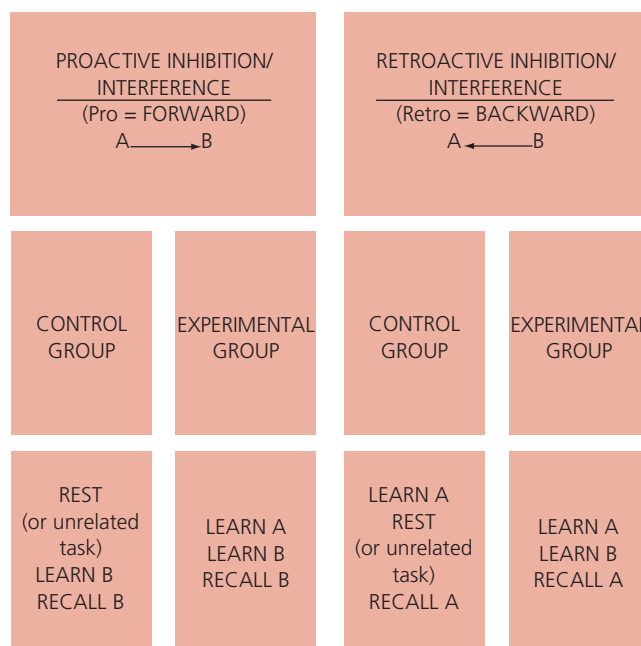 PROACTIVE INHIBITION/
INTERFERENCE
(Pro = FORWARD)
A B
RETROACTIVE INHIBITION/
INTERFERENCE
(Retro = BACKWARD)
A B
CONTROL
GROUP
EXPERIMENTAL
GROUP
CONTROL
GROUP
EXPERIMENTAL
GROUP
REST
(or unrelated
task)
LEARN B
RECALL B
LEARN A
LEARN B
RECALL B
LEARN A
REST
(or unrelated
task)
RECALL A
LEARN A
LEARN B
RECALL A